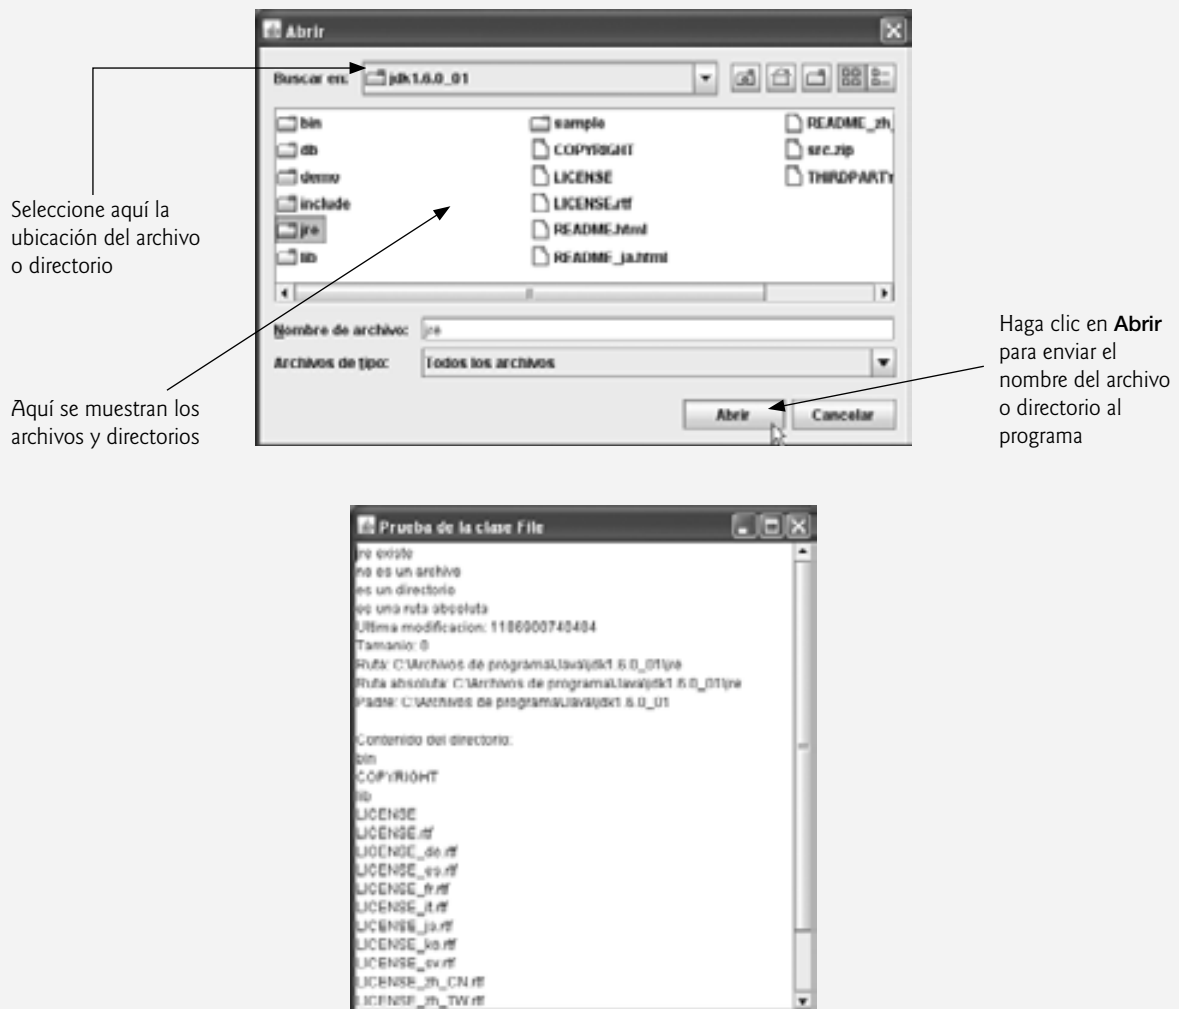 Abrir
Buscar en:
jdk1.6.0_01
bin
db
demo
include
jre
lib
sample
COPYRIGHT
LICENSE
LICENSE.rtf
README.html
README_ja.html
README_zh_
src.zip
THIRDPARTY
Nombre de archivo:
jre
Archivos de tipo:
Todos los archivos
Abrir
Cancelar
Seleccione aquí la
ubicación del archivo
o directorio
Aquí se muestran los
archivos y directorios
Haga clic en Abrir
para enviar el
nombre del archivo
o directorio al
programa
Prueba de la clase File
jre existe
no es un archivo
es un directorio
es una ruta absoluta
Ultima modificacion: 1186900740484
Tamanio: 0
Ruta: C:\Archivos de programa\Java\jdk1.6.0_01\jre
Ruta absoluta: C:\Archivos de programa\Java\jdk1.6.0_01\jre
Padre: C:\Archivos de programa\Java\jdk1.6.0_01
Contenido del directorio:
bin
COPYRIGHT
lib
LICENSE
LICENSE.rtf
LICENSE_de.rtf
LICENSE_es.rtf
LICENSE_fr.rtf
LICENSE_it.rtf
LICENSE_ja.rtf
LICENSE_ko.rtf
LICENSE_sv.rtf
LICENSE_zh_CN.rtf
LICENSE_zh_TW.rtf